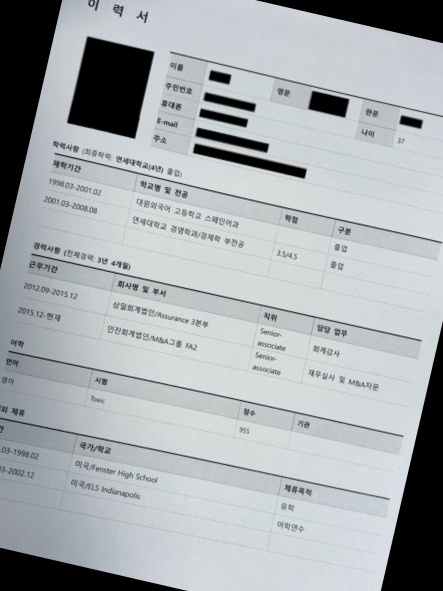 이 력 서
이름 영문 한문
주민번호 나이 37
휴대폰
E-mail
주소
학력사항 (최종학력: 연세대학교(4년) 졸업)
재학기간 학교명 및 전공 학점 구분
1998.03-2001.02 대원외국어 고등학교 스페인어과 졸업
2001.03-2008.08 연세대학교 경영학과/경제학 부전공 3.5/4.5 졸업
경력사항 (전체경력: 3년 4개월)
근무기간 회사명 및 부서 직위 담당 업무
2012.09-2015.12 삼일회계법인/Assurance 3본부 Senior-associate 회계감사
2015.12-현재 안진회계법인/M&A그룹 FA2 Senior-associate 재무실사 및 M&A자문
어학
언어 시험 점수 기관
영어 Toeic 955
외 체류
간 국가/학교 체류목적
.03-1998.02 미국/Fenster High School 유학
03-2002.12 미국/ELS Indianapolis 어학연수